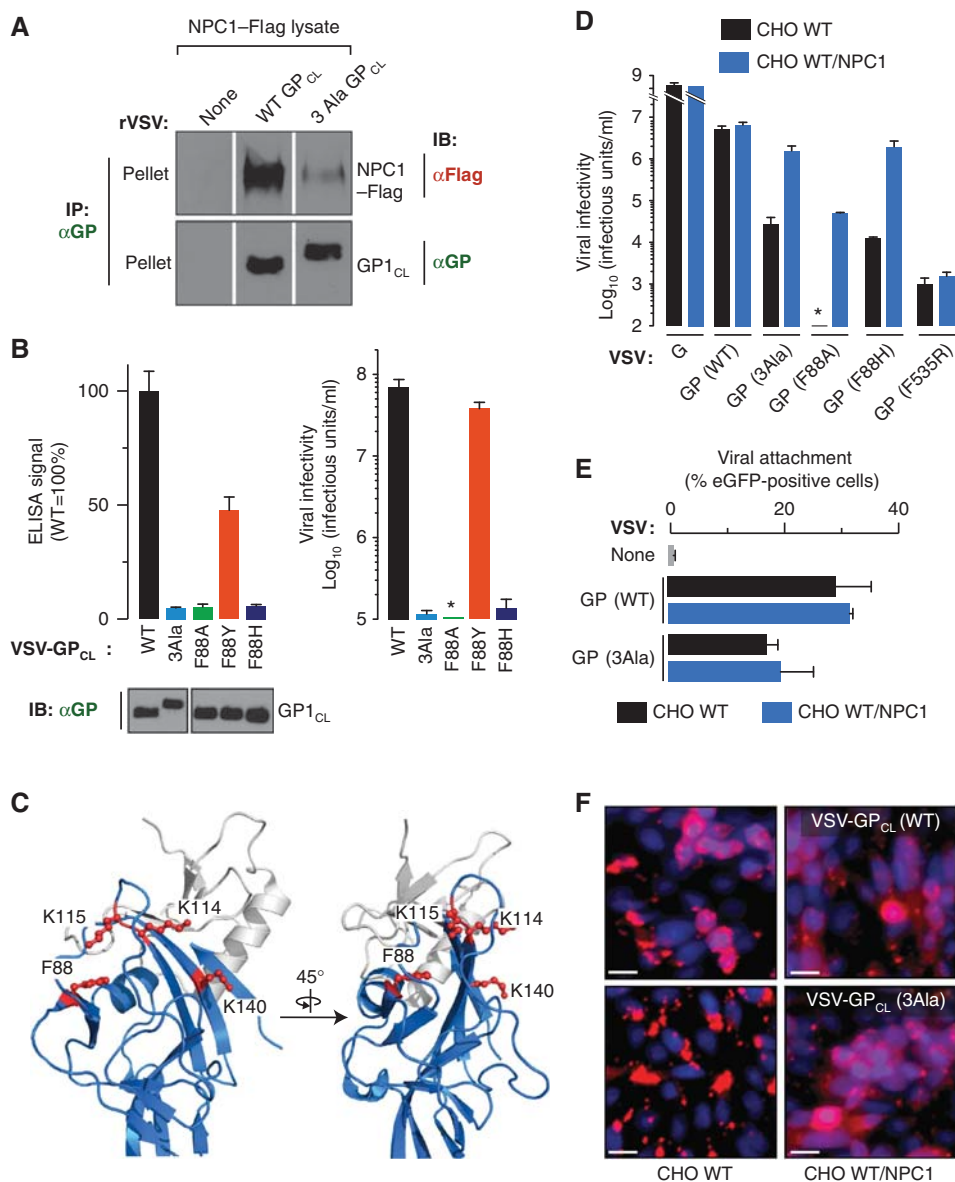 A
NPC1–Flag lysate
rVSV:
None
WT GP CL
3 Ala GP CL
IB:
Pellet
NPC1
–Flag
αFlag
IP:
αGP
Pellet
GP1CL
αGP
B
ELISA signal
(WT=100%)
100
50
0
VSV-GPCL :
WT
3Ala
F88A
F88Y
F88H
Viral infectivity
Log10 (infectious units/ml)
8
7
8
5
*
WT
3Ala
F88A
F88Y
F88H
IB: αGP
GP1CL
C
K115
K114
F88
K140
45°
K115
K114
F88
K140
D
CHO WT
CHO WT/NPC1
Viral infectivity
Log10 (infectious units/ml)
9
7
6
5
4
3
2
*
VSV:
G
GP (WT)
GP (3Ala)
GP (F88A)
GP (F88H)
GP (F535R)
E
Viral attachment
(% eGFP-positive cells)
VSV:
0
20
40
None
GP (WT)
GP (3Ala)
CHO WT
CHO WT/NPC1
F
VSV-GPCL (WT)
VSV-GPCL (3Ala)
CHO WT
CHO WT/NPC1